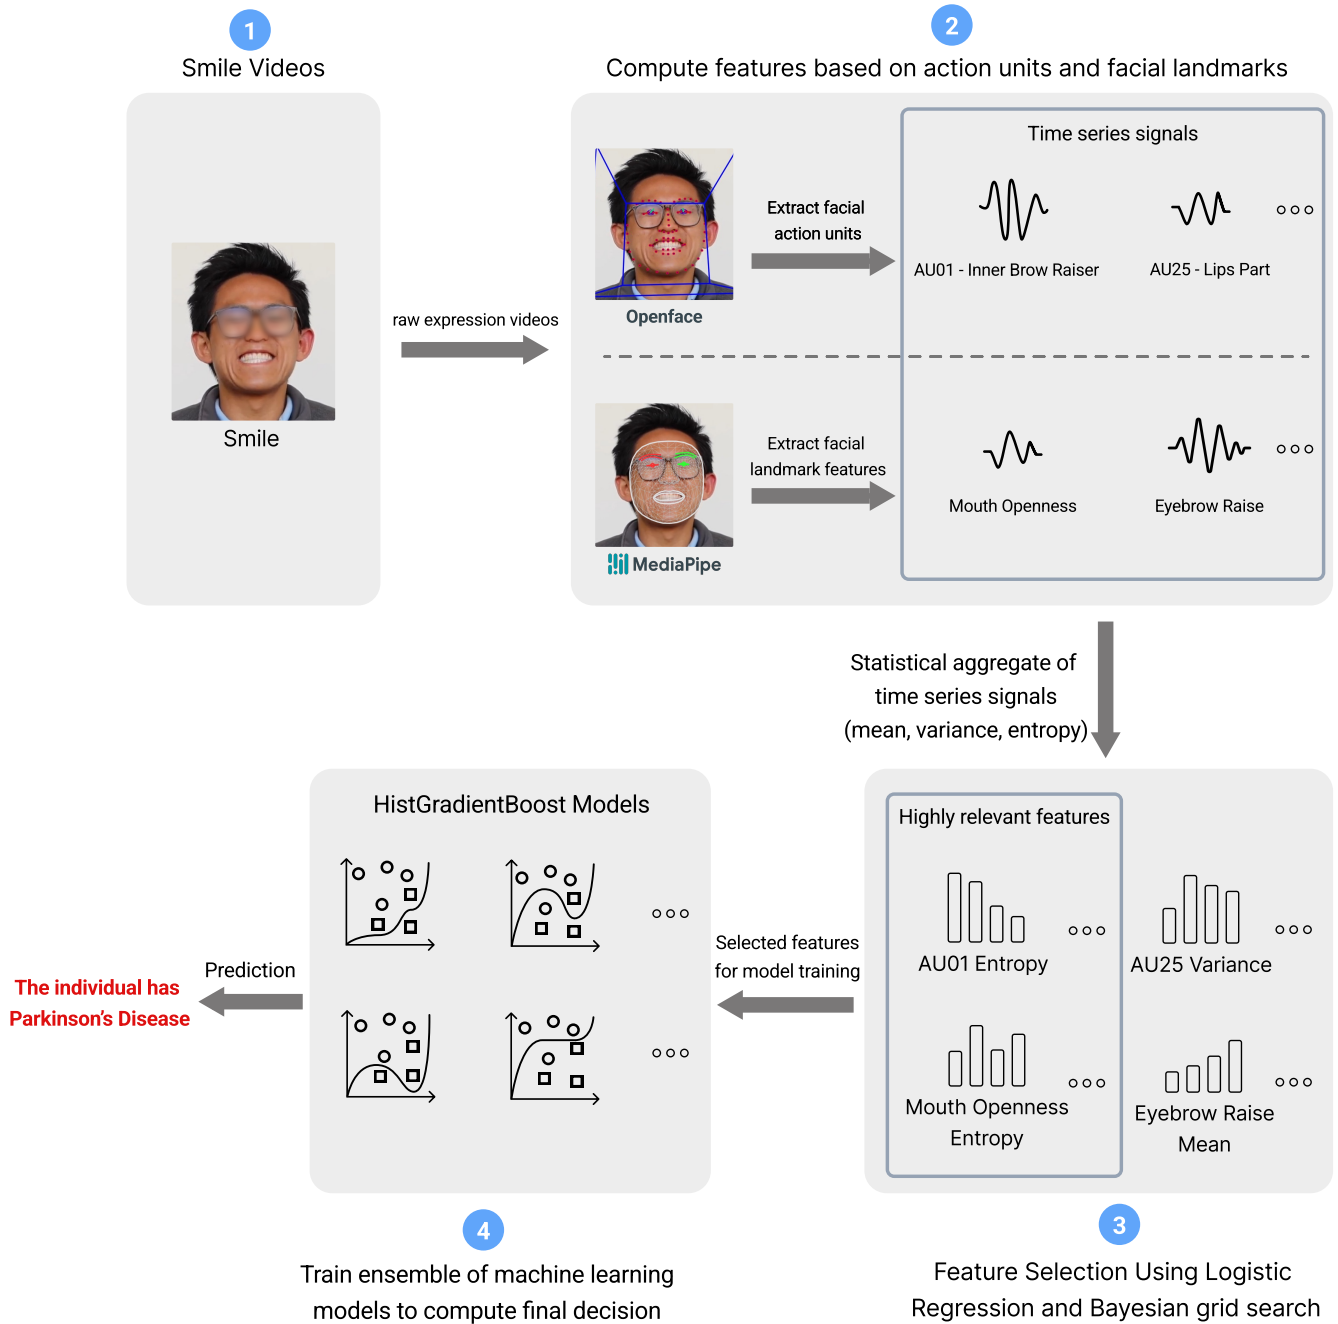 1
Smile Videos
Smile
raw expression videos
2
Compute features based on action units and facial landmarks
Openface
Extract facial
action units
Time series signals
AU01 - Inner Brow Raiser
AU25 - Lips Part
MediaPipe
Extract facial
landmark features
Mouth Openness
Eyebrow Raise
Statistical aggregate of
time series signals
(mean, variance, entropy)
Highly relevant features
AU01 Entropy
AU25 Variance
Mouth Openness
Entropy
Eyebrow Raise
Mean
3
Feature Selection Using Logistic
Regression and Bayesian grid search
Selected features
for model training
HistGradientBoost Models
4
Train ensemble of machine learning
models to compute final decision
Prediction
The individual has
Parkinson's Disease